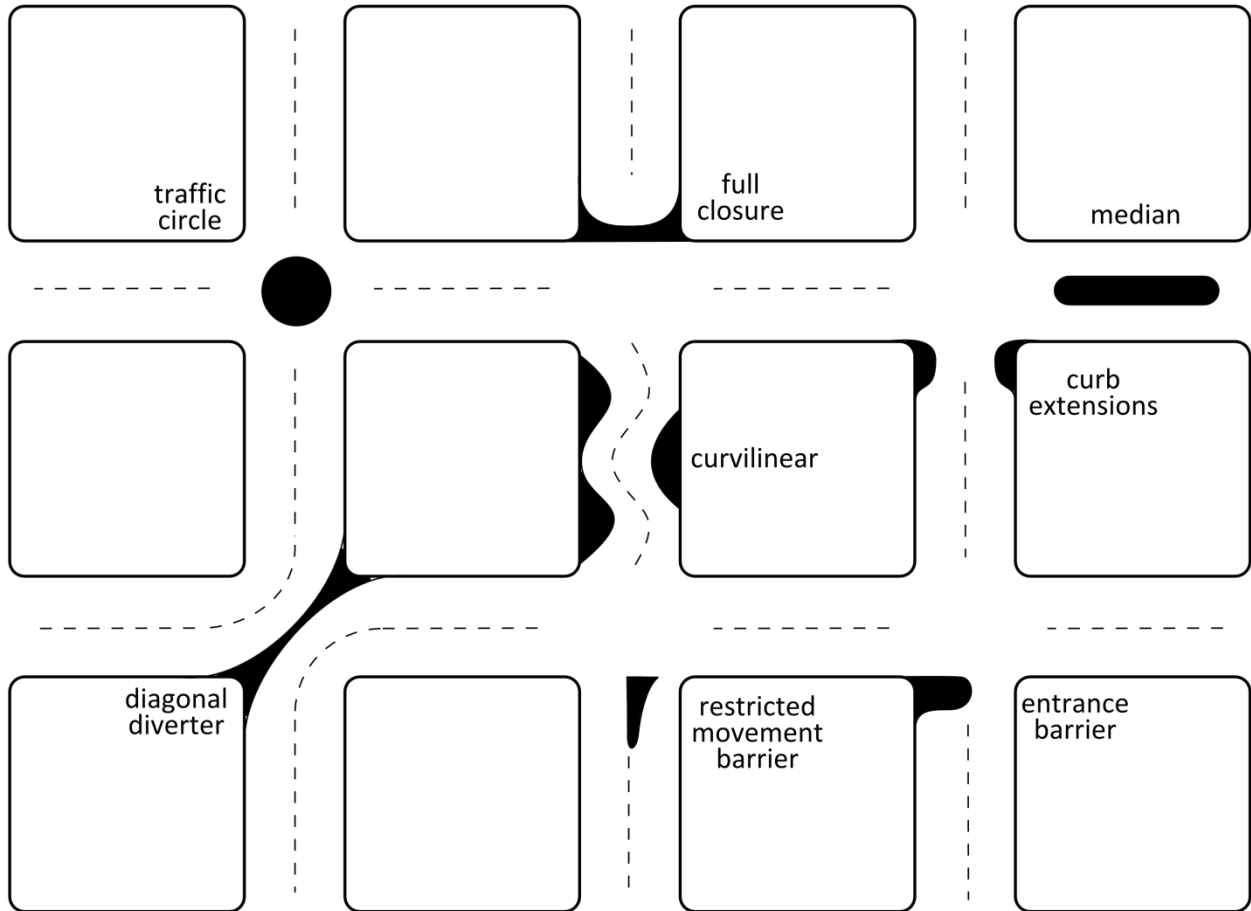 traffic
circle
full
closure
median
curb
extensions
curvilinear
diagonal
diverter
restricted
movement
barrier
entrance
barrier